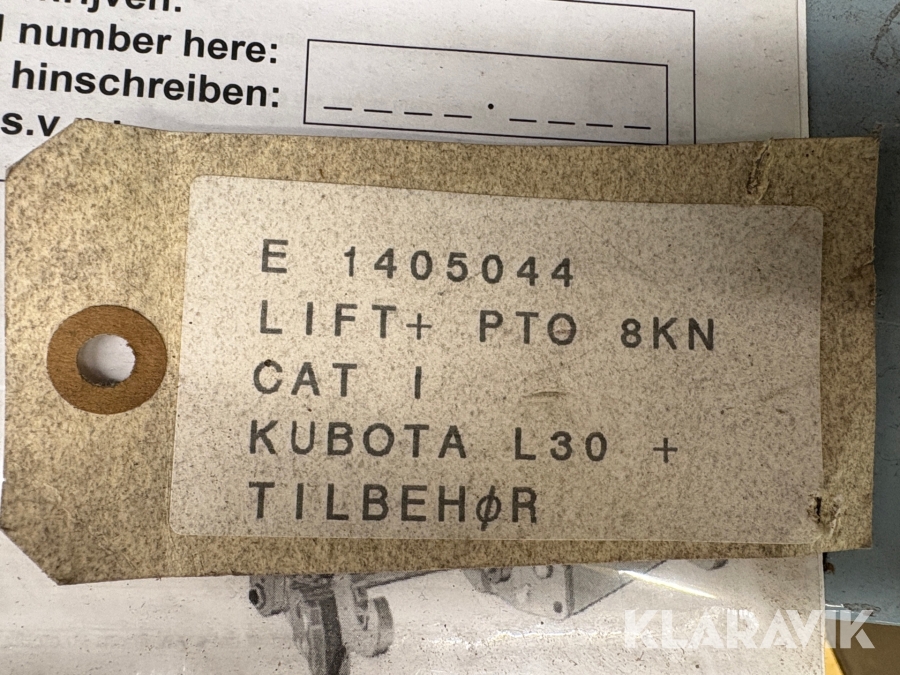 number here:
hinschreiben:
_ _ _ _ . _ _ _ _
E 1405044
LIFT+ PTO 8KN
CAT I
KUBOTA L30 +
TILBEHØR
KLARAVIK